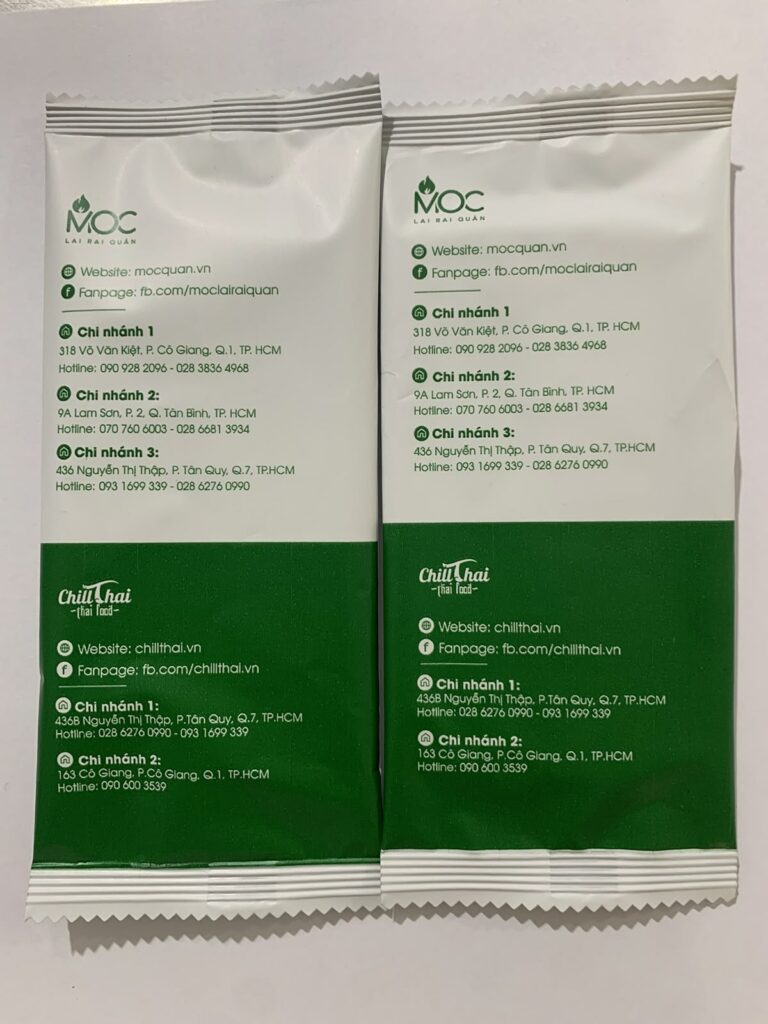 MOC
LAI RAI QUÁN
Website: mocquan.vn
Fanpage: fb.com/moclairaiquan
Chi nhánh 1
318 Võ Văn Kiệt, P. Cô Giang, Q.1, TP. HCM
Hotline: 090 928 2096 - 028 3836 4968
Chi nhánh 2:
9A Lam Sơn, P. 2, Q. Tân Bình, TP. HCM
Hotline: 070 760 6003 - 028 6681 3934
Chi nhánh 3:
436 Nguyễn Thị Thập, P. Tân Quy, Q.7, TP.HCM
Hotline: 093 1699 339 - 028 6276 0990
Chill Thai
-thai food-
Website: chillthai.vn
Fanpage: fb.com/chillthai.vn
Chi nhánh 1:
436B Nguyễn Thị Thập, P.Tân Quy, Q.7, TP.HCM
Hotline: 028 6276 0990 - 093 1699 339
Chi nhánh 2:
163 Cô Giang, P.Cô Giang, Q.1, TP.HCM
Hotline: 090 600 3539
MOC
LAI RAI QUÁN
Website: mocquan.vn
Fanpage: fb.com/moclairaiquan
Chi nhánh 1
318 Võ Văn Kiệt, P. Cô Giang, Q.1, TP. HCM
Hotline: 090 928 2096 - 028 3836 4968
Chi nhánh 2:
9A Lam Sơn, P. 2, Q. Tân Bình, TP. HCM
Hotline: 070 760 6003 - 028 6681 3934
Chi nhánh 3:
436 Nguyễn Thị Thập, P. Tân Quy, Q.7, TP.HCM
Hotline: 093 1699 339 - 028 6276 0990
Chill Thai
-thai food-
Website: chillthai.vn
Fanpage: fb.com/chillthai.vn
Chi nhánh 1:
436B Nguyễn Thị Thập, P.Tân Quy, Q.7, TP.HCM
Hotline: 028 6276 0990 - 093 1699 339
Chi nhánh 2:
163 Cô Giang, P.Cô Giang, Q.1, TP.HCM
Hotline: 090 600 3539